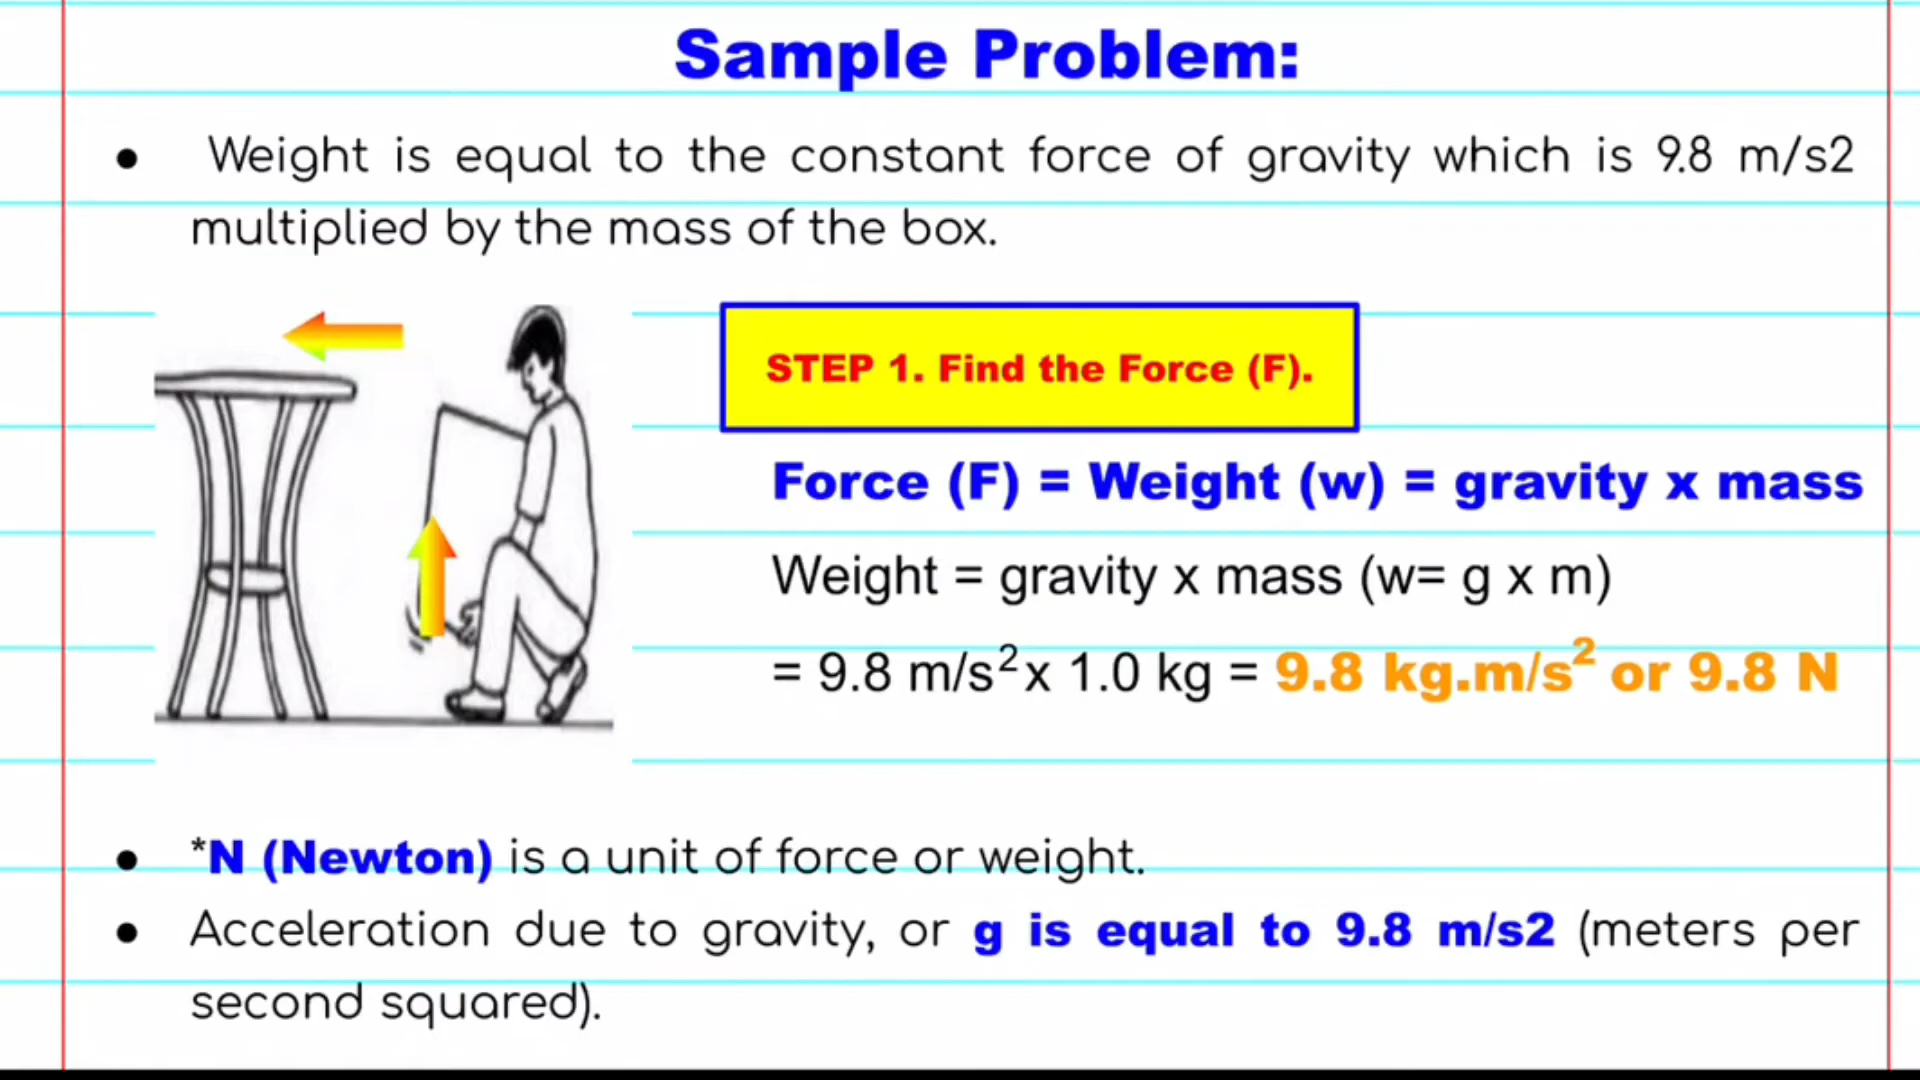 Sample Problem:
● Weight is equal to the constant force of gravity which is 9.8 m/s2
multiplied by the mass of the box.
STEP 1. Find the Force (F).
Force (F) = Weight (w) = gravity x mass
Weight = gravity x mass (w= g x m)
= 9.8 m/s² x 1.0 kg = 9.8 kg.m/s² or 9.8 N
● *N (Newton) is a unit of force or weight.
● Acceleration due to gravity, or g is equal to 9.8 m/s2 (meters per
second squared).